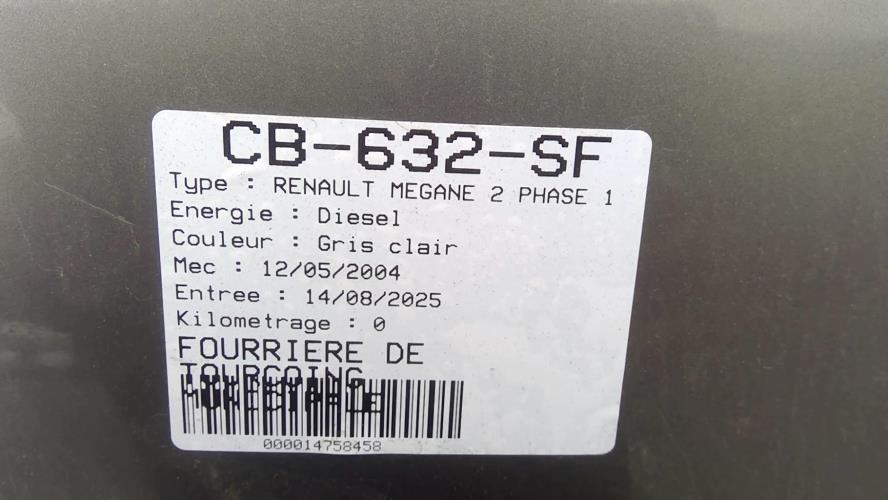 CB-632-SF
Type : RENAULT MEGANE 2 PHASE 1
Energie : Diesel
Couleur : Gris clair
Mec : 12/05/2004
Entree : 14/08/2025
Kilometrage : 0
FOURRIERE DE
TOURCOING
000014758458